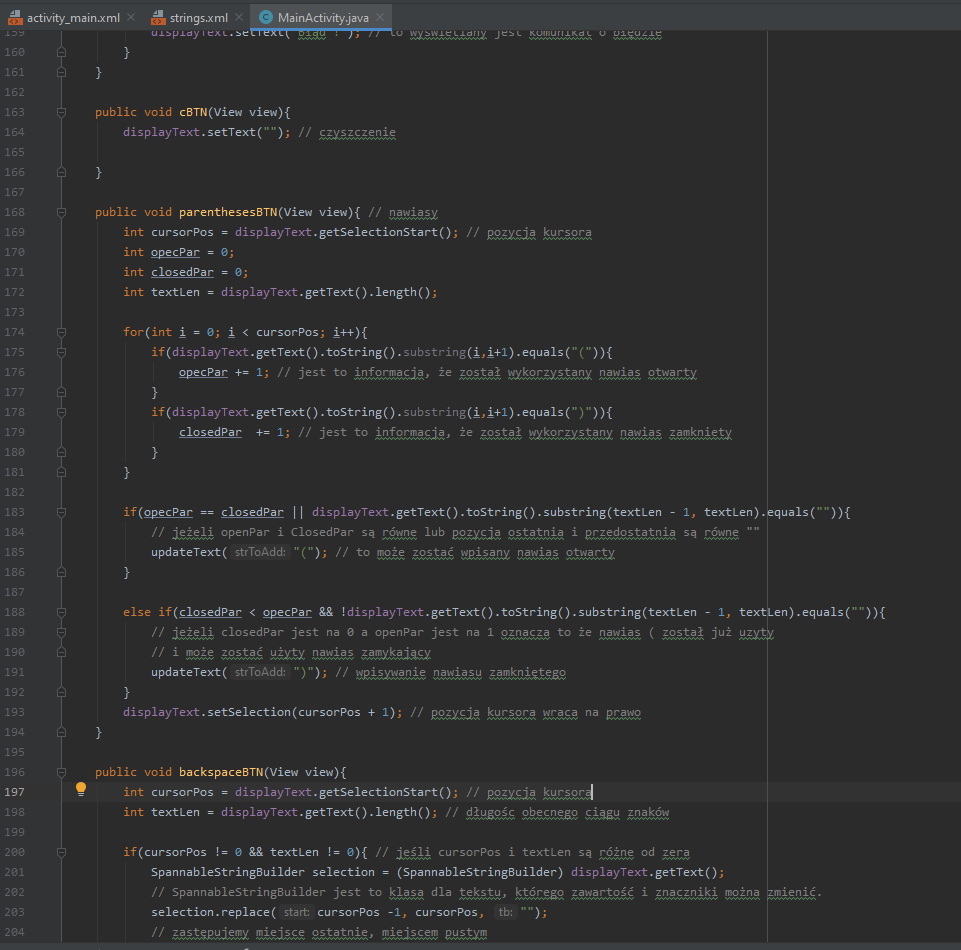 activity_main.xml × strings.xml × MainActivity.java ×
159 displayText.setText("Błąd !"); // to wyświetlany jest komunikat o błędzie
160 }
161 }
162
163 public void cBTN(View view){
164 displayText.setText(""); // czyszczenie
165
166 }
167
168 public void parenthesesBTN(View view){ // nawiasy
169 int cursorPos = displayText.getSelectionStart(); // pozycja kursora
170 int opecPar = 0;
171 int closedPar = 0;
172 int textLen = displayText.getText().length();
173
174 for(int i = 0; i < cursorPos; i++){
175 if(displayText.getText().toString().substring(i,i+1).equals("(")){
176 opecPar += 1; // jest to informacja, że został wykorzystany nawias otwarty
177 }
178 if(displayText.getText().toString().substring(i,i+1).equals(")")){
179 closedPar  += 1; // jest to informacja, że został wykorzystany nawias zamkniety
180 }
181 }
182
183 if(opecPar == closedPar || displayText.getText().toString().substring(textLen - 1, textLen).equals("")){
184 // jeżeli openPar i ClosedPar są równe lub pozycja ostatnia i przedostatnia są równe ""
185 updateText( strToAdd: "("); // to może zostać wpisany nawias otwarty
186 }
187
188 else if(closedPar < opecPar && !displayText.getText().toString().substring(textLen - 1, textLen).equals("")){
189 // jeżeli closedPar jest na 0 a openPar jest na 1 oznacza to że nawias ( został już uzyty
190 // i może zostać użyty nawias zamykający
191 updateText( strToAdd: ")"); // wpisywanie nawiasu zamkniętego
192 }
193 displayText.setSelection(cursorPos + 1); // pozycja kursora wraca na prawo
194 }
195
196 public void backspaceBTN(View view){
197 int cursorPos = displayText.getSelectionStart(); // pozycja kursora
198 int textLen = displayText.getText().length(); // długośc obecnego ciągu znaków
199
200 if(cursorPos != 0 && textLen != 0){ // jeśli cursorPos i textLen są różne od zera
201 SpannableStringBuilder selection = (SpannableStringBuilder) displayText.getText();
202 // SpannableStringBuilder jest to klasa dla tekstu, którego zawartość i znaczniki można zmienić.
203 selection.replace( start: cursorPos -1, cursorPos, tb: "");
204 // zastępujemy miejsce ostatnie, miejscem pustym